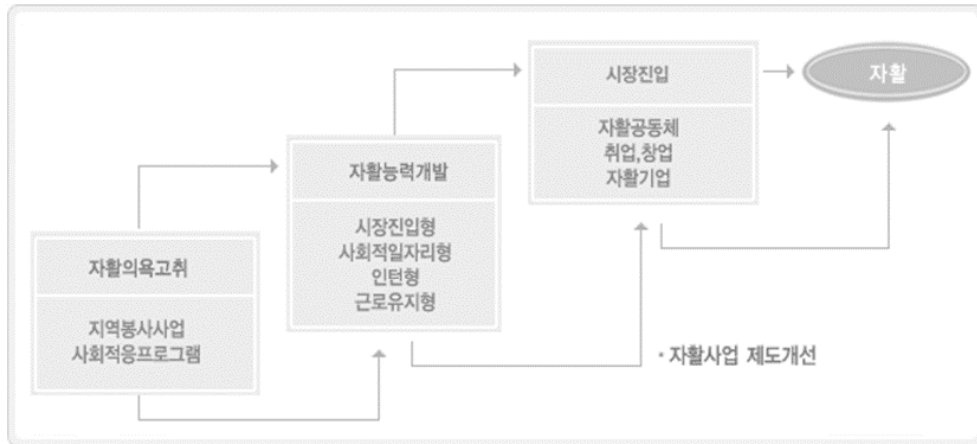 자활의욕고취
지역봉사사업
사회적응프로그램
자활능력개발
시장진입형
사회적일자리형
인턴형
근로유지형
시장진입
자활공동체
취업,창업
자활기업
자활
· 자활사업 제도개선